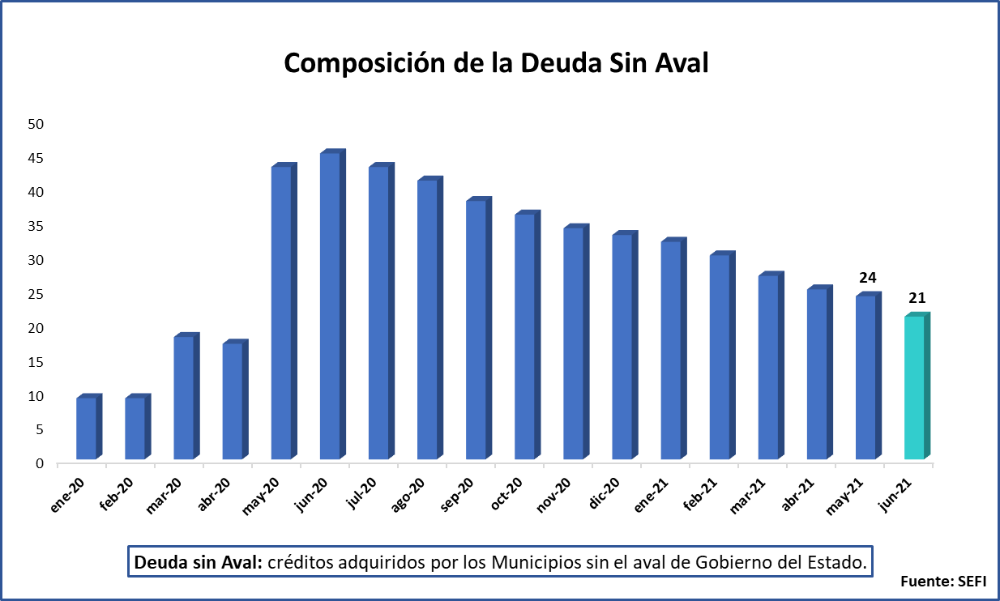 Composición de la Deuda Sin Aval
50
45
40
35
30
25
20
15
10
5
0
24
21
ene-20
feb-20
mar-20
abr-20
may-20
jun-20
jul-20
ago-20
sep-20
oct-20
nov-20
dic-20
ene-21
feb-21
mar-21
abr-21
may-21
jun-21
Deuda sin Aval: créditos adquiridos por los Municipios sin el aval de Gobierno del Estado.
Fuente: SEFI